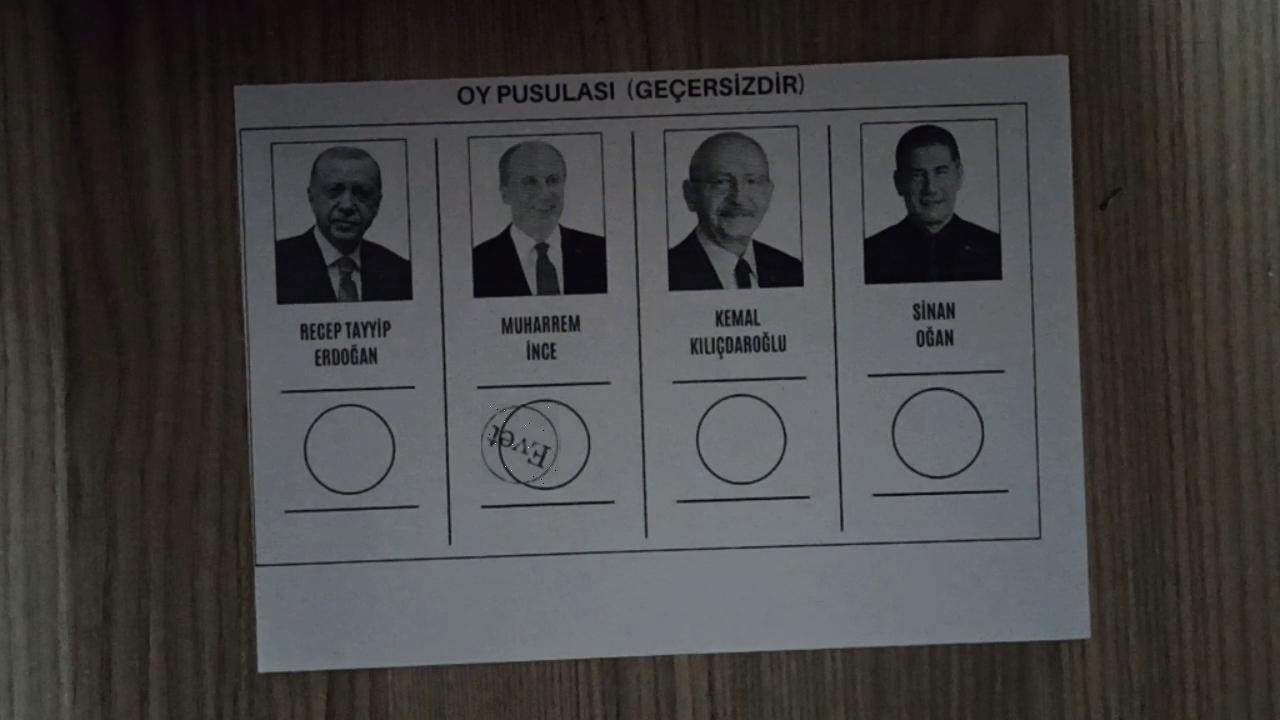 OY PUSULASI (GEÇERSİZDİR)
RECEP TAYYİP
ERDOĞAN
MUHARREM
İNCE
KEMAL
KILIÇDAROĞLU
SİNAN
OĞAN
Evet